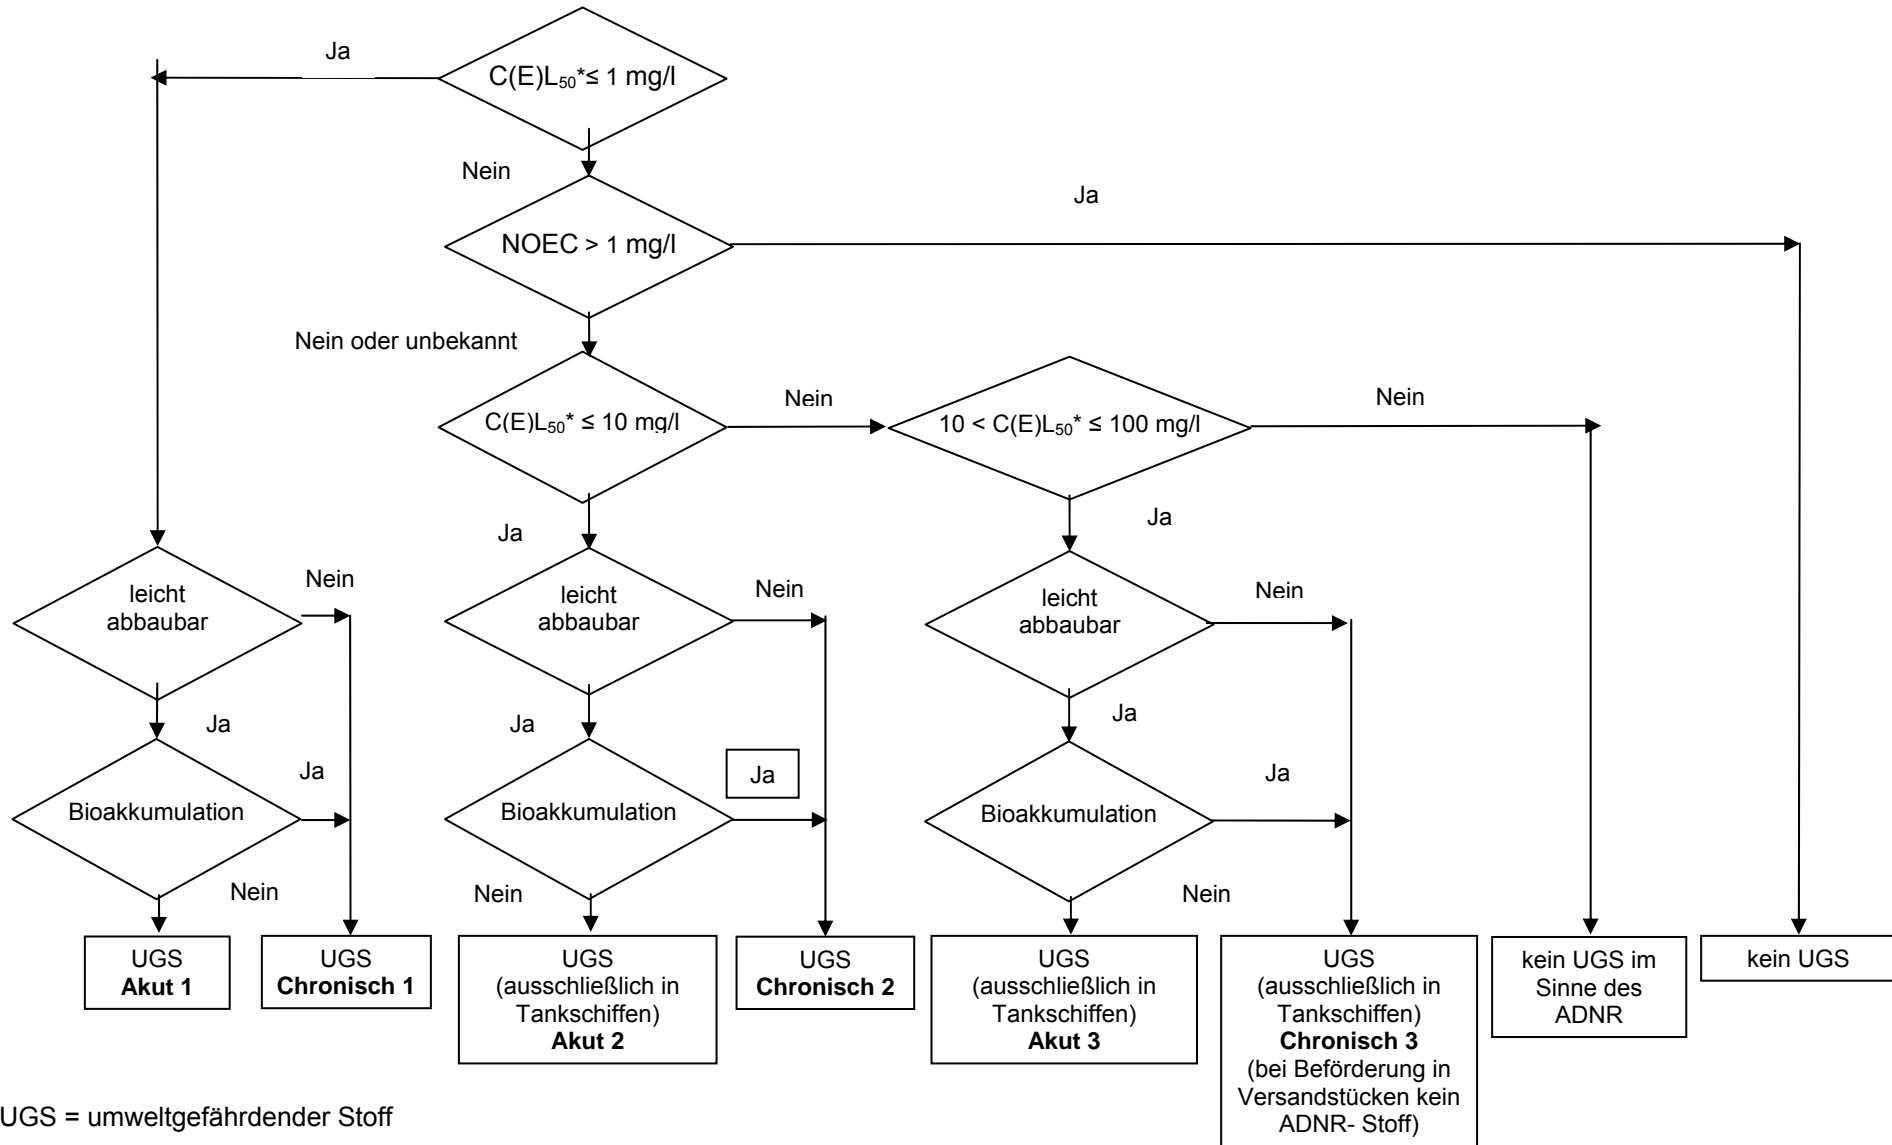 Ja
C(E)L₅₀*≤ 1 mg/l
Nein
Ja
NOEC > 1 mg/l
Nein oder unbekannt
C(E)L₅₀* ≤ 10 mg/l
Nein
10 < C(E)L₅₀* ≤ 100 mg/l
Nein
Ja
Ja
leicht
abbaubar
Nein
leicht
abbaubar
Nein
leicht
abbaubar
Nein
Ja
Ja
Ja
Bioakkumulation
Ja
Bioakkumulation
Ja
Bioakkumulation
Ja
Nein
Nein
Nein
UGS
Akut 1
UGS
Chronisch 1
UGS
(ausschließlich in
Tankschiffen)
Akut 2
UGS
Chronisch 2
UGS
(ausschließlich in
Tankschiffen)
Akut 3
UGS
(ausschließlich in
Tankschiffen)
Chronisch 3
(bei Beförderung in
Versandstücken kein
ADNR- Stoff)
kein UGS im
Sinne des
ADNR
kein UGS
UGS = umweltgefährdender Stoff